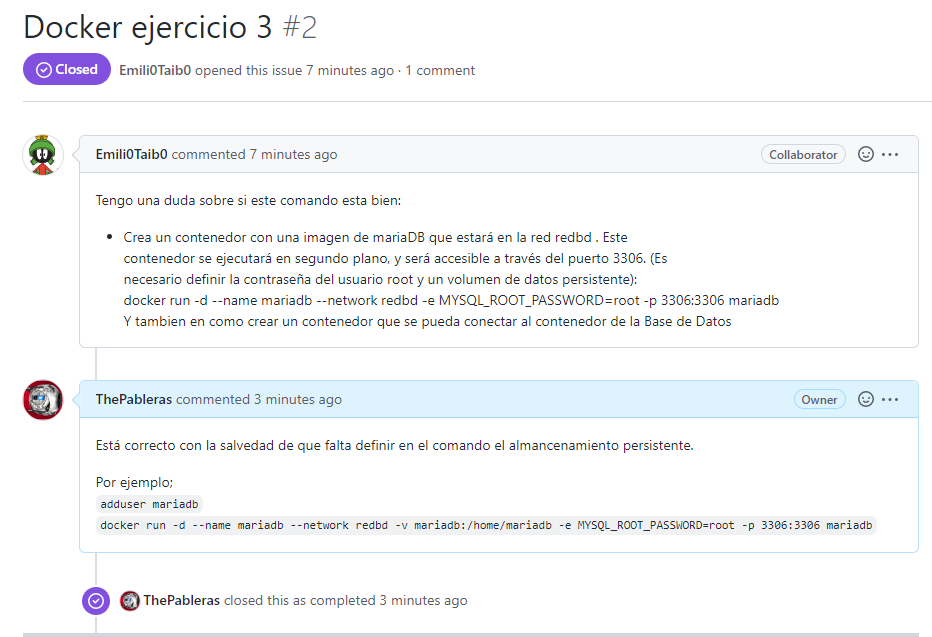 Docker ejercicio 3 #2
Closed Emili0Taib0 opened this issue 7 minutes ago · 1 comment
Emili0Taib0 commented 7 minutes ago Collaborator
Tengo una duda sobre si este comando esta bien:
• Crea un contenedor con una imagen de mariaDB que estará en la red redbd . Este
contenedor se ejecutará en segundo plano, y será accesible a través del puerto 3306. (Es
necesario definir la contraseña del usuario root y un volumen de datos persistente):
docker run -d --name mariadb --network redbd -e MYSQL_ROOT_PASSWORD=root -p 3306:3306 mariadb
Y tambien en como crear un contenedor que se pueda conectar al contenedor de la Base de Datos
ThePableras commented 3 minutes ago Owner
Está correcto con la salvedad de que falta definir en el comando el almancenamiento persistente.
Por ejemplo;
adduser mariadb
docker run -d --name mariadb --network redbd -v mariadb:/home/mariadb -e MYSQL_ROOT_PASSWORD=root -p 3306:3306 mariadb
ThePableras closed this as completed 3 minutes ago